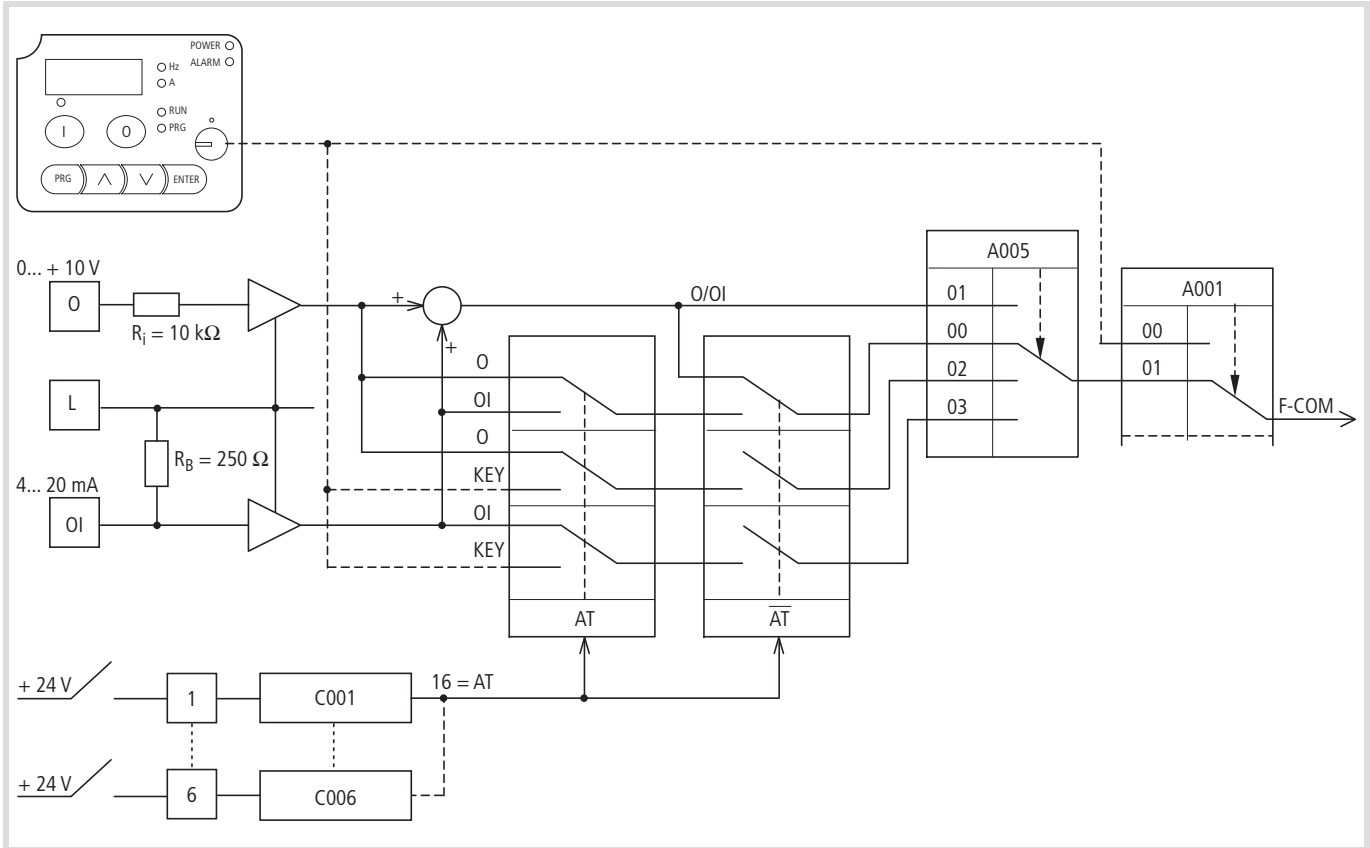 POWER
ALARM
Hz
A
RUN
PRG
I
O
PRG
ENTER
0... + 10 V
O
Ri = 10 kΩ
L
RB = 250 Ω
4... 20 mA
OI
+
+
O/OI
O
OI
O
KEY
OI
KEY
AT
A̅T̅
A005
01
00
02
03
A001
00
01
F-COM
+ 24 V
1
C001
16 = AT
+ 24 V
6
C006